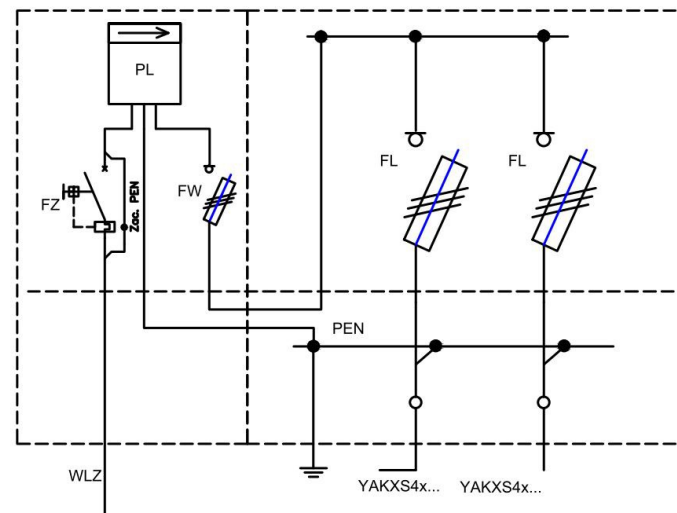 PL
FL
FL
FZ
Zac. PEN
FW
PEN
WLZ
YAKXS4x...
YAKXS4x...